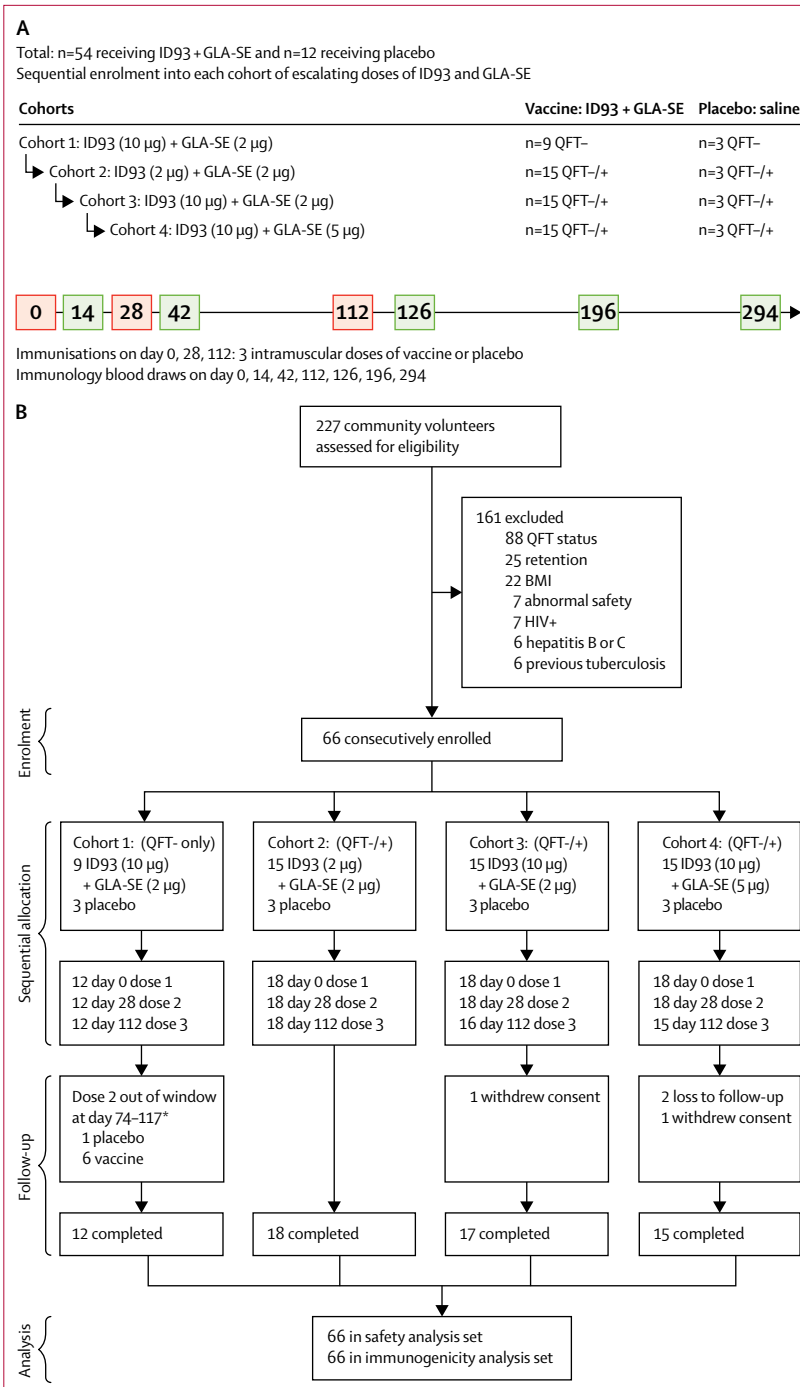 A
Total: n=54 receiving ID93 + GLA-SE and n=12 receiving placebo
Sequential enrolment into each cohort of escalating doses of ID93 and GLA-SE
Cohorts Vaccine: ID93 + GLA-SE Placebo: saline
Cohort 1: ID93 (10 µg) + GLA-SE (2 µg) n=9 QFT– n=3 QFT–
Cohort 2: ID93 (2 µg) + GLA-SE (2 µg) n=15 QFT–/+ n=3 QFT–/+
Cohort 3: ID93 (10 µg) + GLA-SE (2 µg) n=15 QFT–/+ n=3 QFT–/+
Cohort 4: ID93 (10 µg) + GLA-SE (5 µg) n=15 QFT–/+ n=3 QFT–/+
0 14 28 42 112 126 196 294
Immunisations on day 0, 28, 112: 3 intramuscular doses of vaccine or placebo
Immunology blood draws on day 0, 14, 42, 112, 126, 196, 294
B
227 community volunteers
assessed for eligibility
161 excluded
88 QFT status
25 retention
22 BMI
7 abnormal safety
7 HIV+
6 hepatitis B or C
6 previous tuberculosis
Enrolment
66 consecutively enrolled
Sequential allocation
Cohort 1: (QFT- only)
9 ID93 (10 µg)
+ GLA-SE (2 µg)
3 placebo
Cohort 2: (QFT-/+)
15 ID93 (2 µg)
+ GLA-SE (2 µg)
3 placebo
Cohort 3: (QFT-/+)
15 ID93 (10 µg)
+ GLA-SE (2 µg)
3 placebo
Cohort 4: (QFT-/+)
15 ID93 (10 µg)
+ GLA-SE (5 µg)
3 placebo
12 day 0 dose 1
12 day 28 dose 2
12 day 112 dose 3
18 day 0 dose 1
18 day 28 dose 2
18 day 112 dose 3
18 day 0 dose 1
18 day 28 dose 2
16 day 112 dose 3
18 day 0 dose 1
18 day 28 dose 2
15 day 112 dose 3
Follow-up
Dose 2 out of window
at day 74–117*
1 placebo
6 vaccine
1 withdrew consent
2 loss to follow-up
1 withdrew consent
12 completed
18 completed
17 completed
15 completed
Analysis
66 in safety analysis set
66 in immunogenicity analysis set